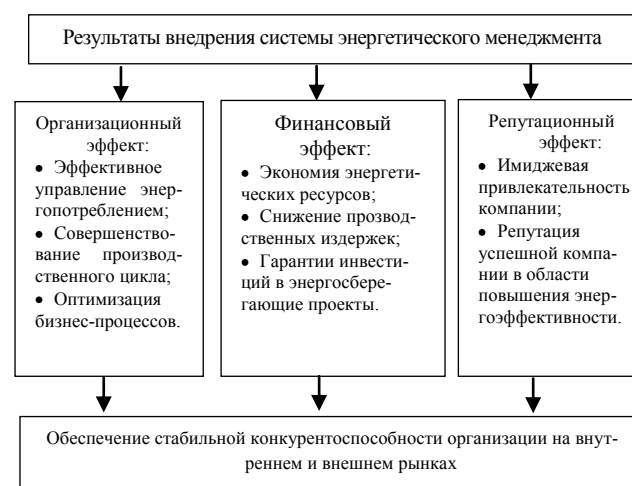 Результаты внедрения системы энергетического менеджмента
Организационный
эффект:
• Эффективное
управление энер-
гопотреблением;
• Совершенство-
вание производ-
ственного цикла;
• Оптимизация
бизнес-процессов.
Финансовый
эффект:
• Экономия энергети-
ческих ресурсов;
• Снижение прозвод-
ственных издержек;
• Гарантии инвести-
ций в энергосбере-
гающие проекты.
Репутационный
эффект:
• Имиджевая
привлекательность
компании;
• Репутация
успешной компа-
нии в области
повышения энер-
гоэффективности.
Обеспечение стабильной конкурентоспособности организации на внут-
реннем и внешнем рынках